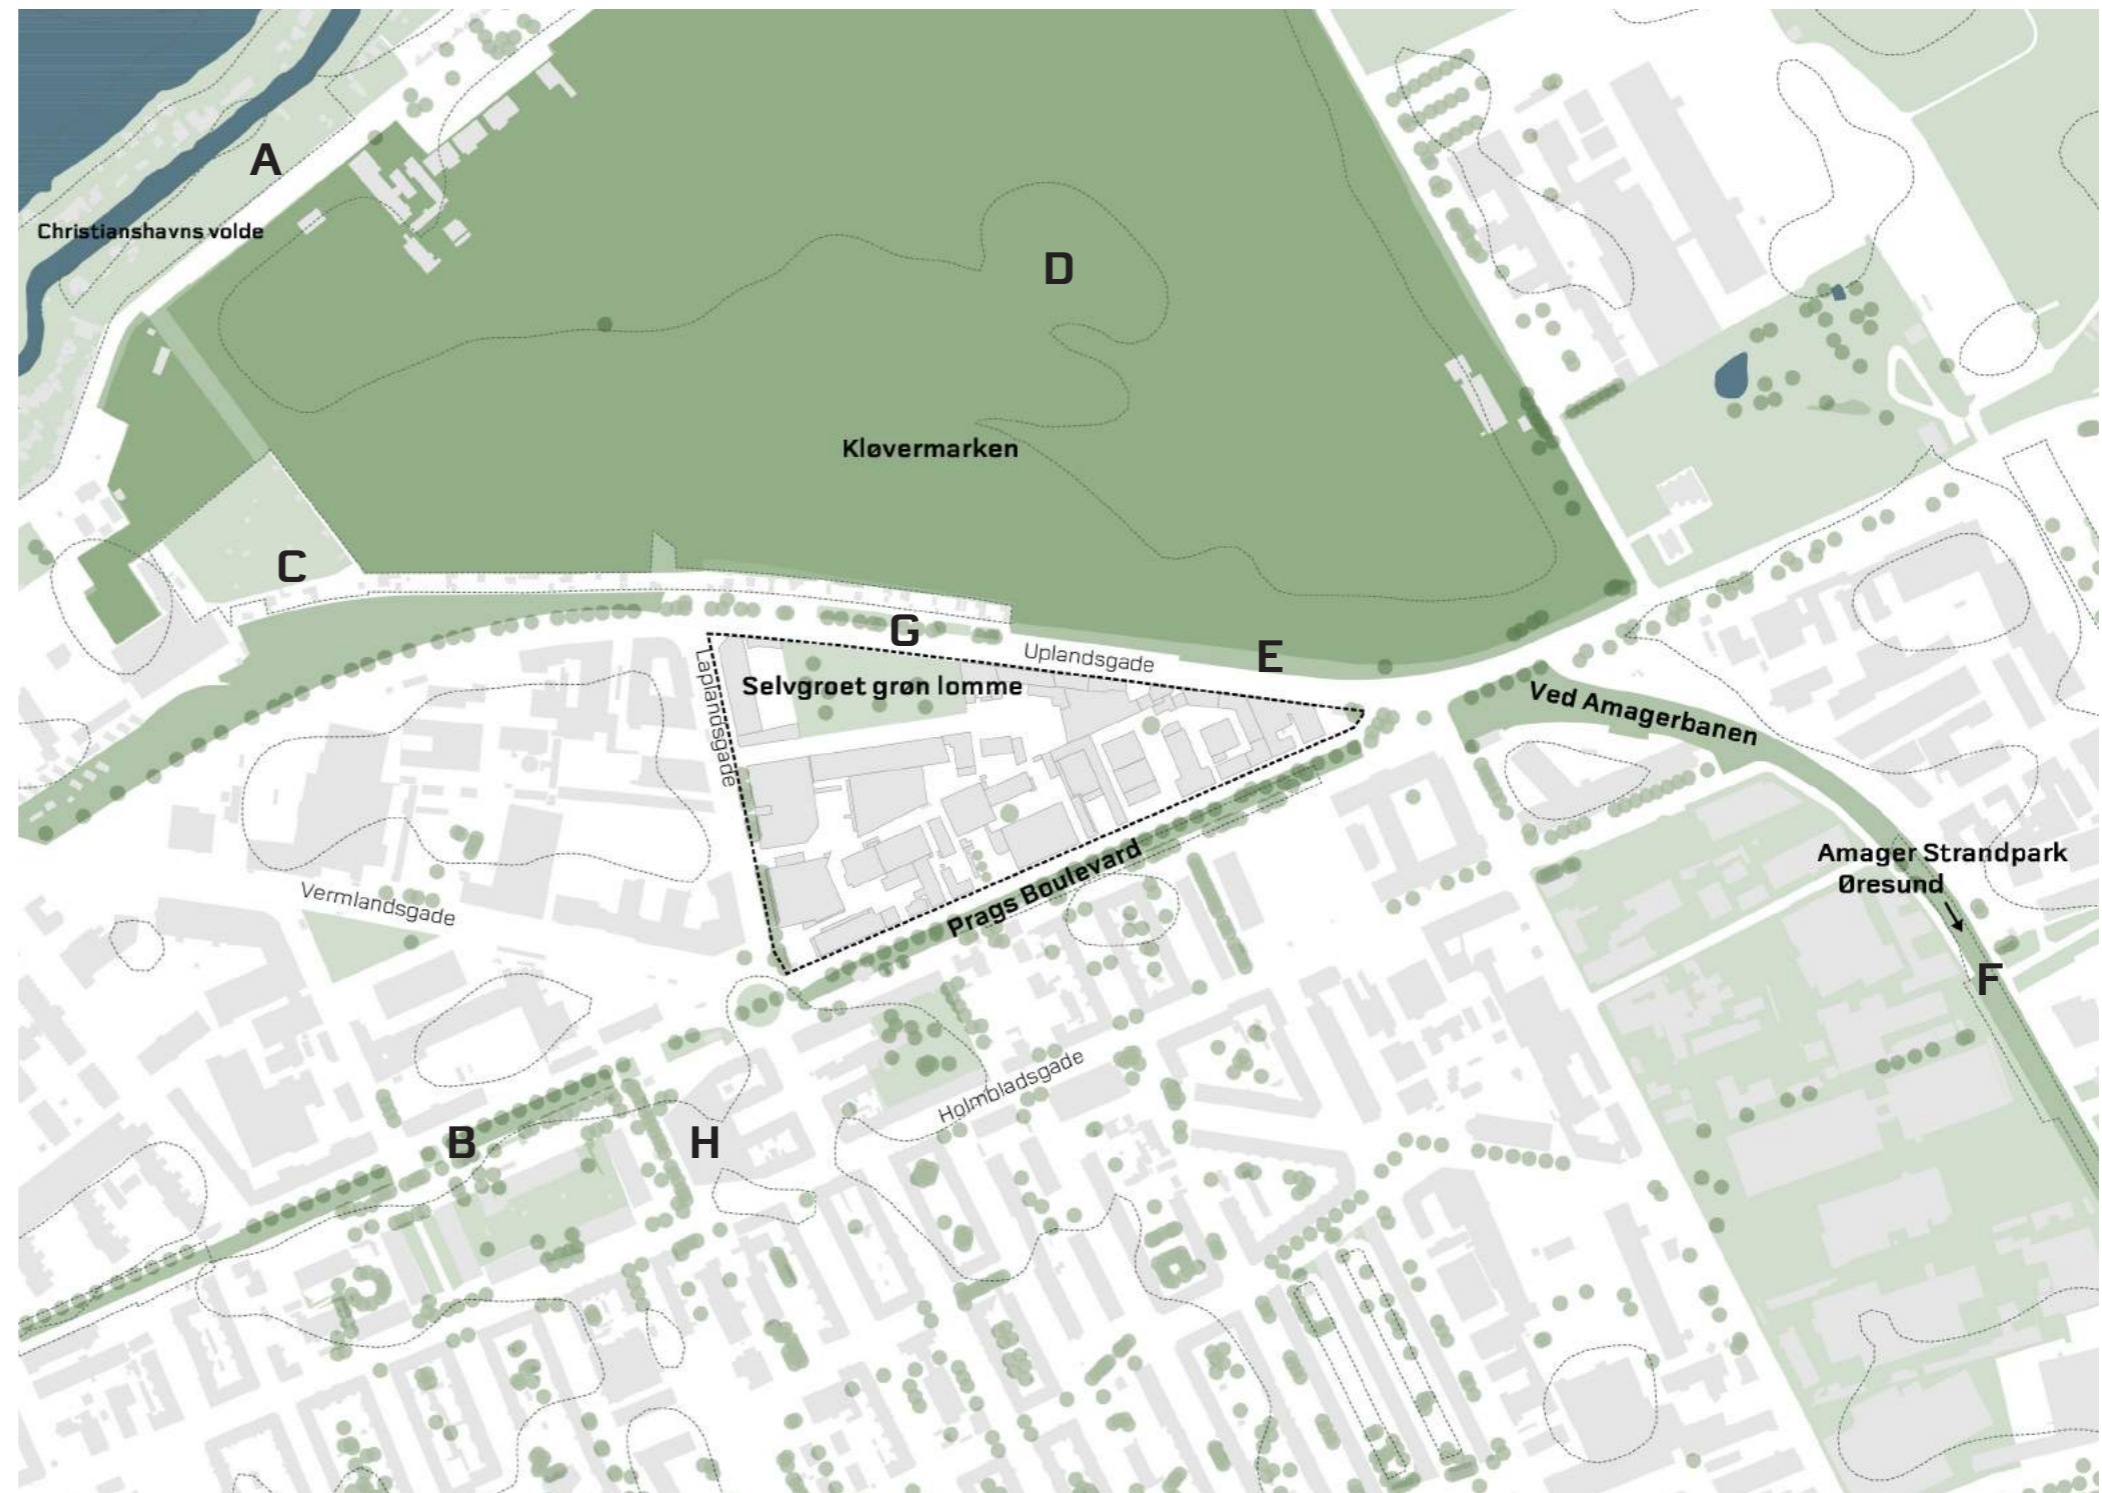 A
Christianshavns volde
D
Kløvermarken
C
G
Uplandsgade
E
Laplandsgade
Selvgroet grøn lomme
Ved Amagerbanen
Vermlandsgade
Prags Boulevard
Amager Strandpark
Øresund
F
Holmbladsgade
B
H